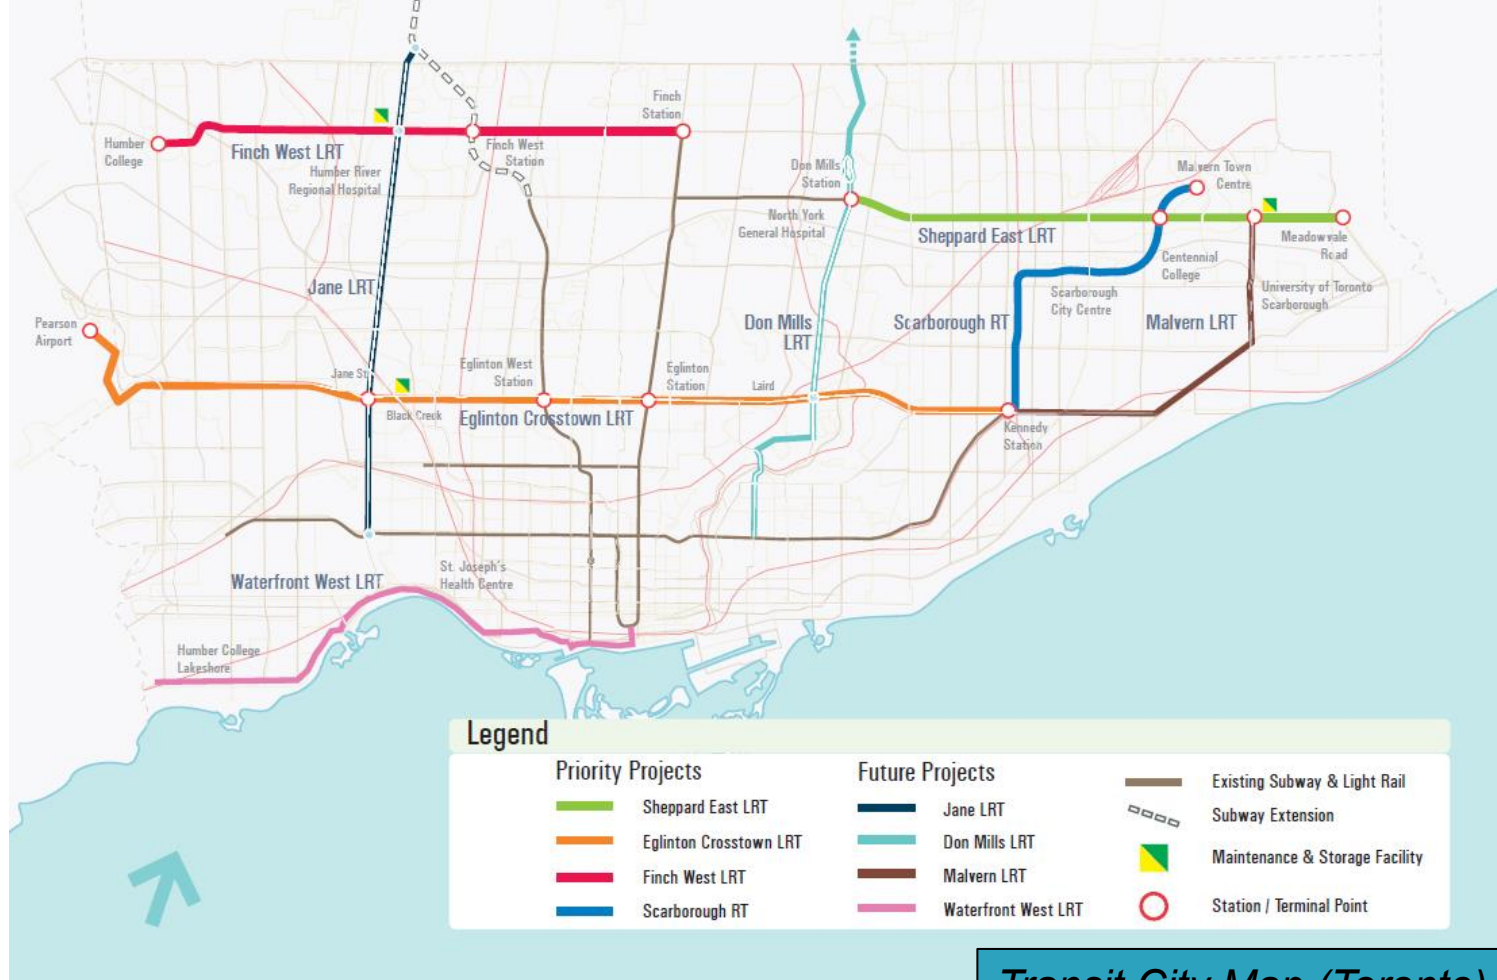 Finch
Station
Humber
College
Finch West LRT
Finch West
Station
Humber River
Regional Hospital
Don Mills
Station
Malvern Town
Centre
North York
General Hospital
Sheppard East LRT
Meadowvale
Road
Centennial
College
Jane LRT
Scarborough
City Centre
University of Toronto
Scarborough
Pearson
Airport
Don Mills
LRT
Scarborough RT
Malvern LRT
Jane St.
Eglinton West
Station
Eglinton
Station
Laird
Black Creek
Eglinton Crosstown LRT
Kennedy
Station
Waterfront West LRT
St. Joseph's
Health Centre
Humber College
Lakeshore
Legend
Priority Projects
Sheppard East LRT
Eglinton Crosstown LRT
Finch West LRT
Scarborough RT
Future Projects
Jane LRT
Don Mills LRT
Malvern LRT
Waterfront West LRT
Existing Subway & Light Rail
Subway Extension
Maintenance & Storage Facility
Station / Terminal Point
Transit City Map (Toronto)